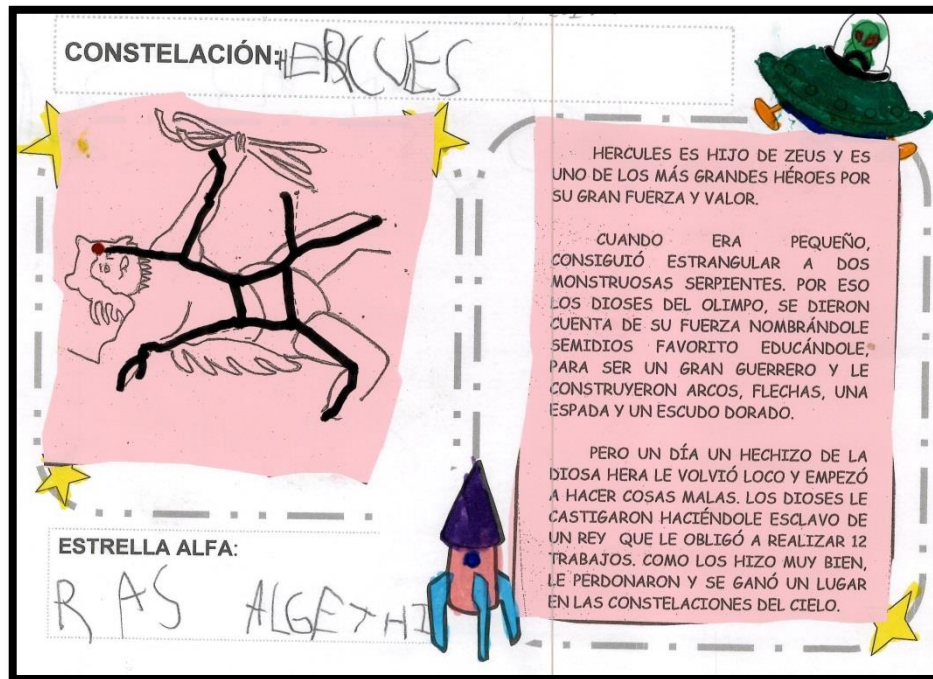 CONSTELACIÓN: HERCUES
HERCULES ES HIJO DE ZEUS Y ES
UNO DE LOS MÁS GRANDES HÉROES POR
SU GRAN FUERZA Y VALOR.
CUANDO ERA PEQUEÑO,
CONSIGUIÓ ESTRANGULAR A DOS
MONSTRUOSAS SERPIENTES. POR ESO
LOS DIOSES DEL OLIMPO, SE DIERON
CUENTA DE SU FUERZA NOMBRÁNDOLE
SEMIDIOS FAVORITO EDUCÁNDOLE,
PARA SER UN GRAN GUERRERO Y LE
CONSTRUYERON ARCOS, FLECHAS, UNA
ESPADA Y UN ESCUDO DORADO.
PERO UN DÍA UN HECHIZO DE LA
DIOSA HERA LE VOLVIÓ LOCO Y EMPEZÓ
A HACER COSAS MALAS. LOS DIOSES LE
CASTIGARON HACIÉNDOLE ESCLAVO DE
UN REY QUE LE OBLIGÓ A REALIZAR 12
TRABAJOS. COMO LOS HIZO MUY BIEN,
LE PERDONARON Y SE GANÓ UN LUGAR
EN LAS CONSTELACIONES DEL CIELO.
ESTRELLA ALFA:
RAS ALGETHI